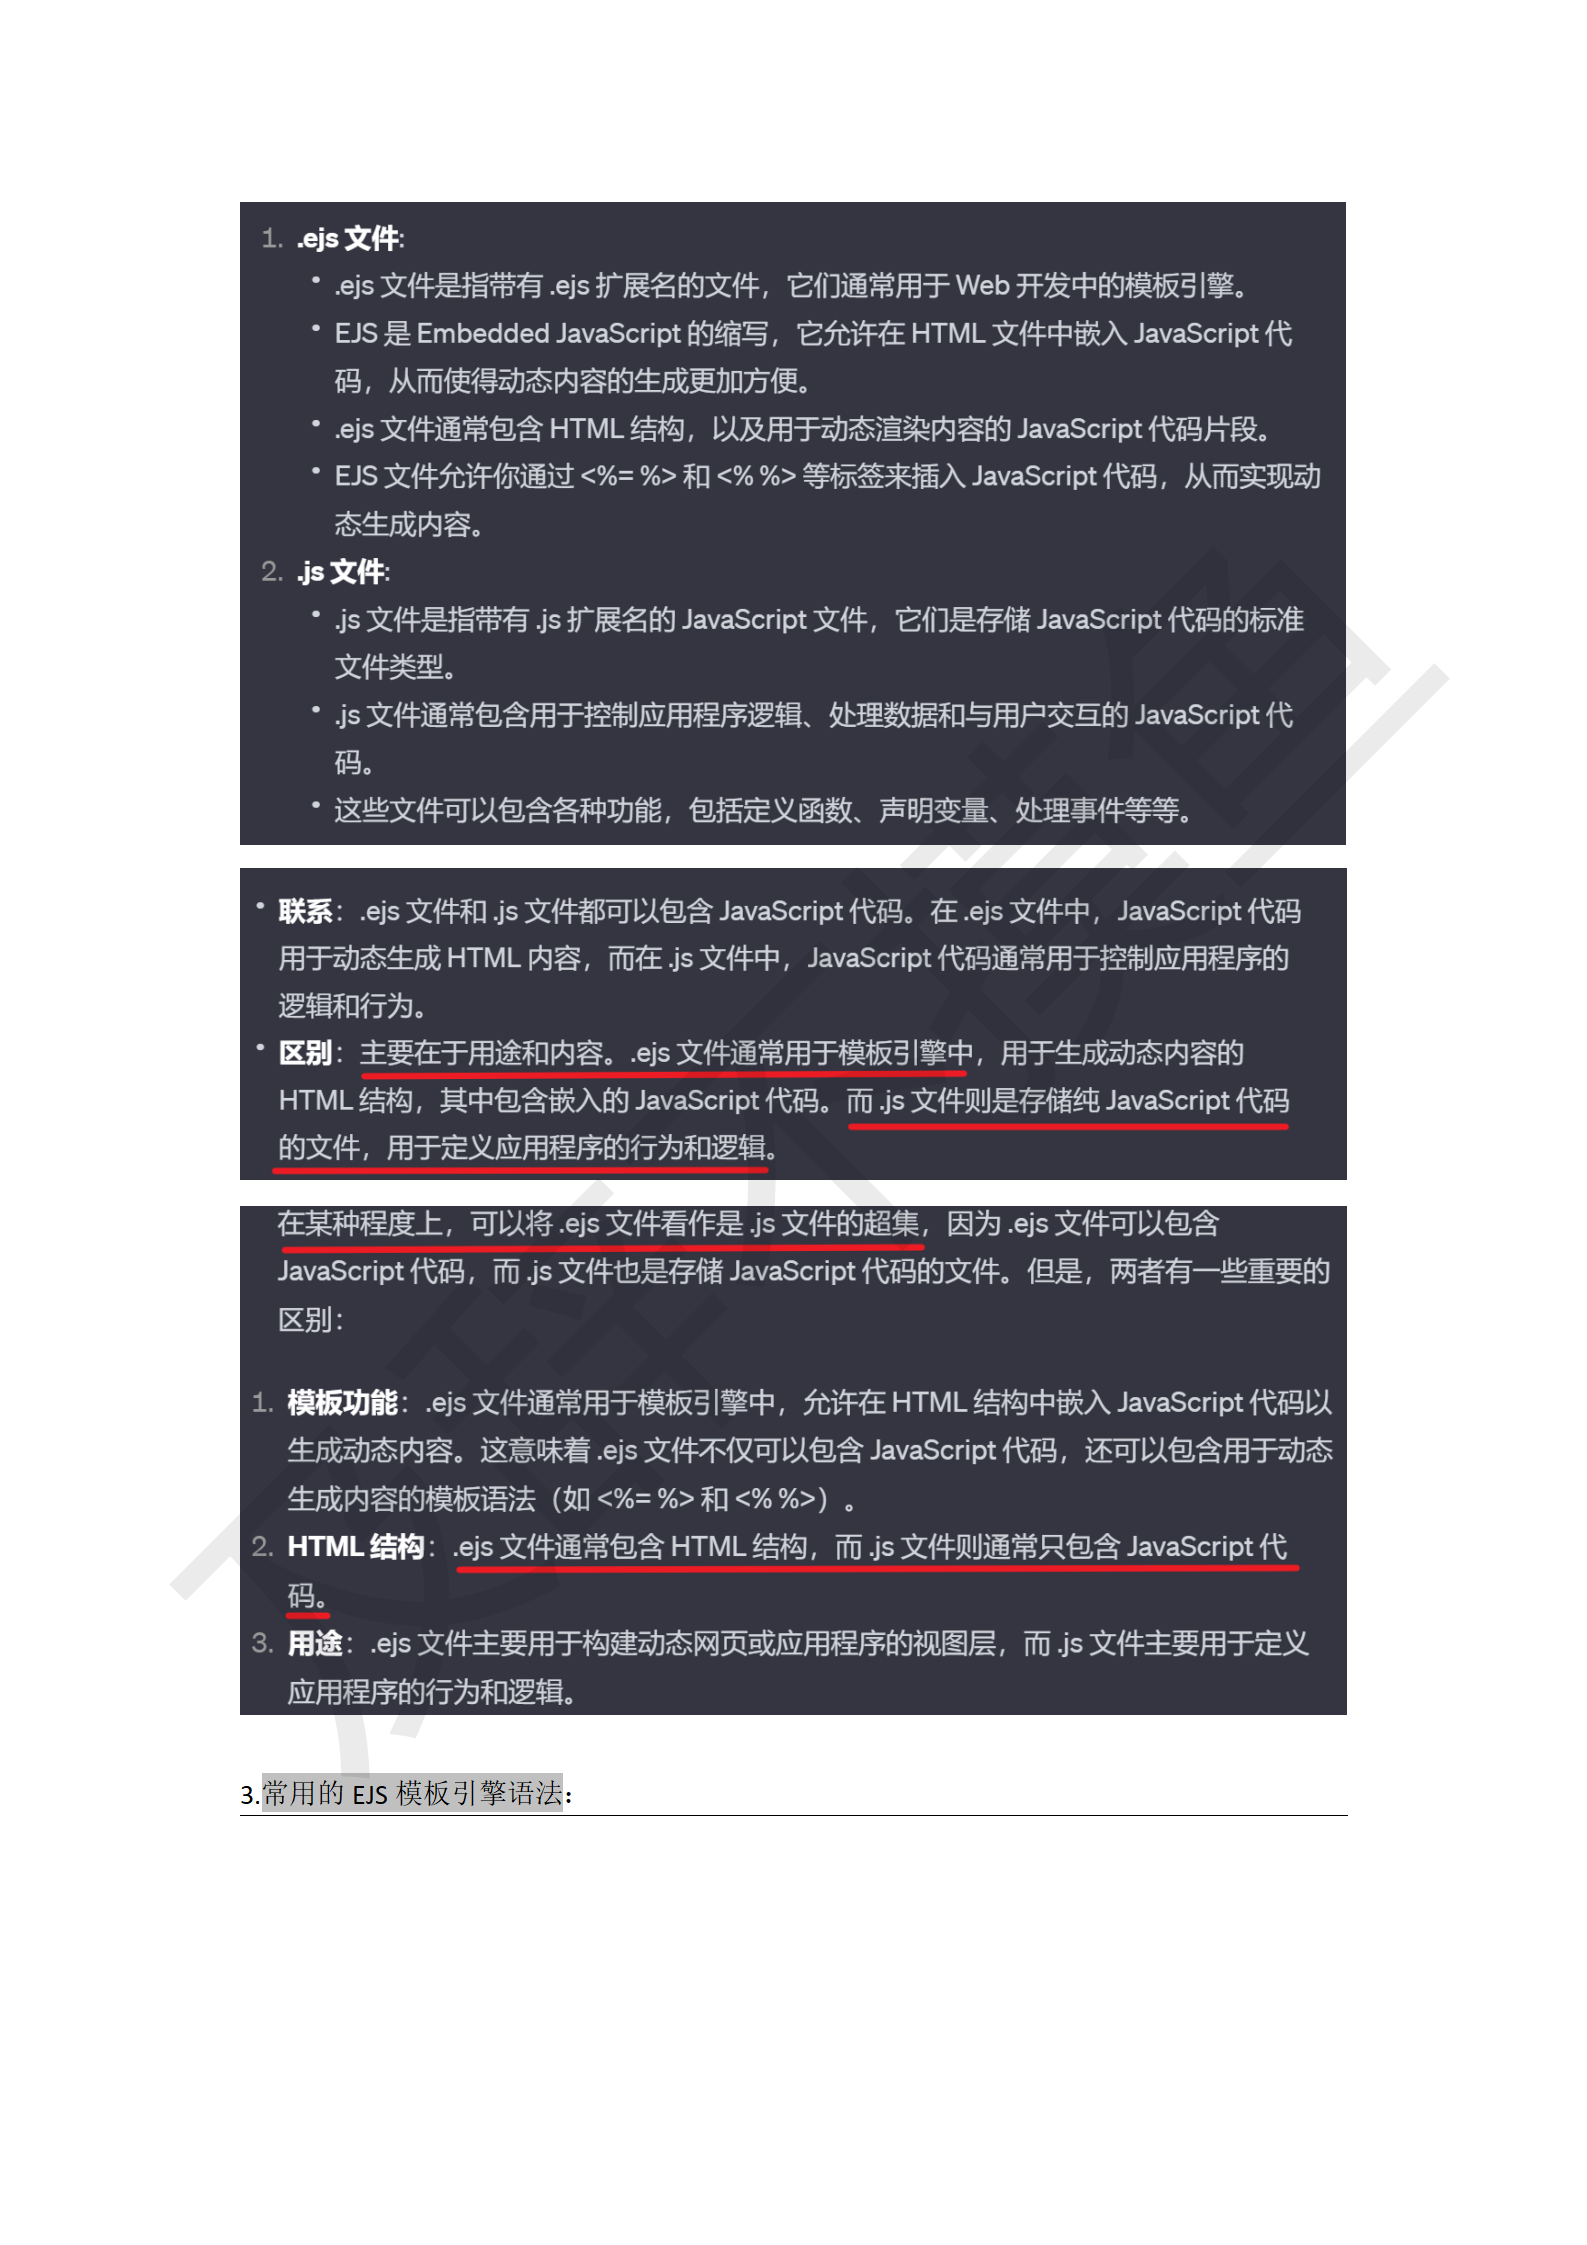 1. .ejs 文件:
• .ejs 文件是指带有 .ejs 扩展名的文件，它们通常用于 Web 开发中的模板引擎。
• EJS 是 Embedded JavaScript 的缩写，它允许在 HTML 文件中嵌入 JavaScript 代
码，从而使得动态内容的生成更加方便。
• .ejs 文件通常包含 HTML 结构，以及用于动态渲染内容的 JavaScript 代码片段。
• EJS 文件允许你通过 <%= %> 和 <% %> 等标签来插入 JavaScript 代码，从而实现动
态生成内容。
2. .js 文件:
• .js 文件是指带有 .js 扩展名的 JavaScript 文件，它们是存储 JavaScript 代码的标准
文件类型。
• .js 文件通常包含用于控制应用程序逻辑、处理数据和与用户交互的 JavaScript 代
码。
• 这些文件可以包含各种功能，包括定义函数、声明变量、处理事件等等。
• 联系：.ejs 文件和 .js 文件都可以包含 JavaScript 代码。在 .ejs 文件中，JavaScript 代码
用于动态生成 HTML 内容，而在 .js 文件中，JavaScript 代码通常用于控制应用程序的
逻辑和行为。
• 区别：主要在于用途和内容。.ejs 文件通常用于模板引擎中，用于生成动态内容的
HTML 结构，其中包含嵌入的 JavaScript 代码。而 .js 文件则是存储纯 JavaScript 代码
的文件，用于定义应用程序的行为和逻辑。
在某种程度上，可以将 .ejs 文件看作是 .js 文件的超集，因为 .ejs 文件可以包含
JavaScript 代码，而 .js 文件也是存储 JavaScript 代码的文件。但是，两者有一些重要的
区别：
1. 模板功能：.ejs 文件通常用于模板引擎中，允许在 HTML 结构中嵌入 JavaScript 代码以
生成动态内容。这意味着 .ejs 文件不仅可以包含 JavaScript 代码，还可以包含用于动态
生成内容的模板语法（如 <%= %> 和 <% %>）。
2. HTML 结构：.ejs 文件通常包含 HTML 结构，而 .js 文件则通常只包含 JavaScript 代
码。
3. 用途：.ejs 文件主要用于构建动态网页或应用程序的视图层，而 .js 文件主要用于定义
应用程序的行为和逻辑。
3.常用的 EJS 模板引擎语法：